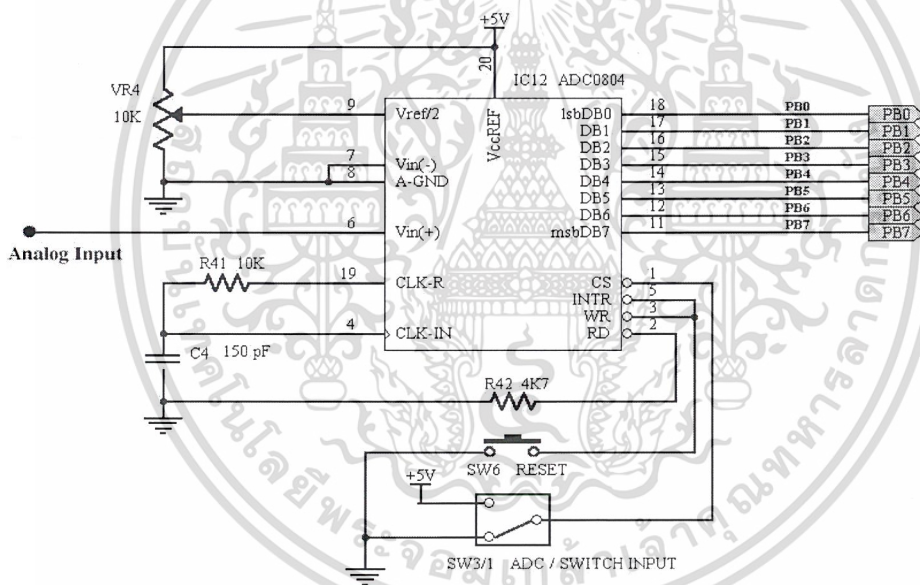 +5V
20
IC12 ADC0804
VR4
10K
9
Vref/2
VccREF
lsbDB0
18
PB0
PB0
DB1
17
PB1
PB1
DB2
16
PB2
PB2
7
Vin(-)
DB3
15
PB3
PB3
8
A-GND
DB4
14
PB4
PB4
DB5
13
PB5
PB5
DB6
12
PB6
PB6
6
Vin(+)
msbDB7
11
PB7
PB7
Analog Input
R41 10K
19
CLK-R
CS
1
INTR
5
WR
3
4
CLK-IN
RD
2
C4 150 pF
R42 4K7
SW6 RESET
+5V
SW3/1 ADC / SWITCH INPUT